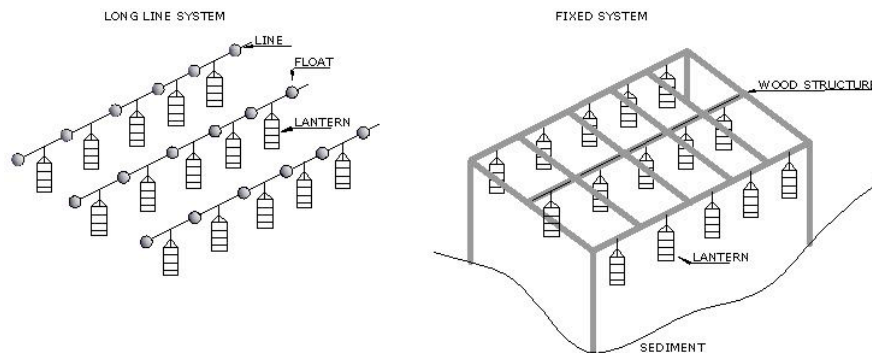 LONG LINE SYSTEM
LINE
FLOAT
LANTERN
FIXED SYSTEM
WOOD STRUCTURE
LANTERN
SEDIMENT